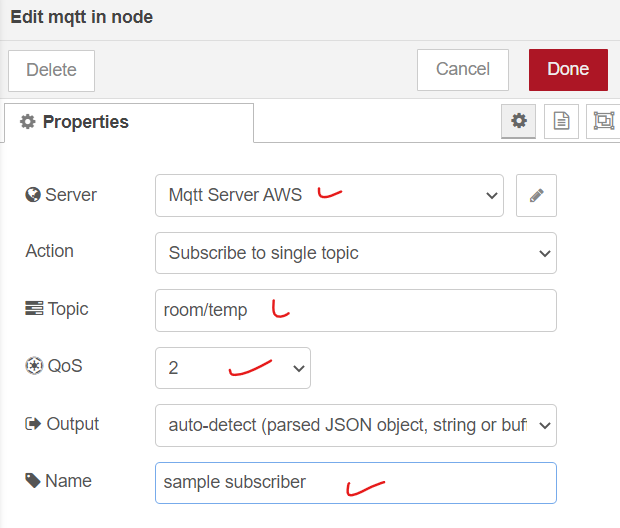 Edit mqtt in node
Delete
Cancel
Done
Properties
Server
Mqtt Server AWS
Action
Subscribe to single topic
Topic
room/temp
QoS
2
Output
auto-detect (parsed JSON object, string or buf
Name
sample subscriber